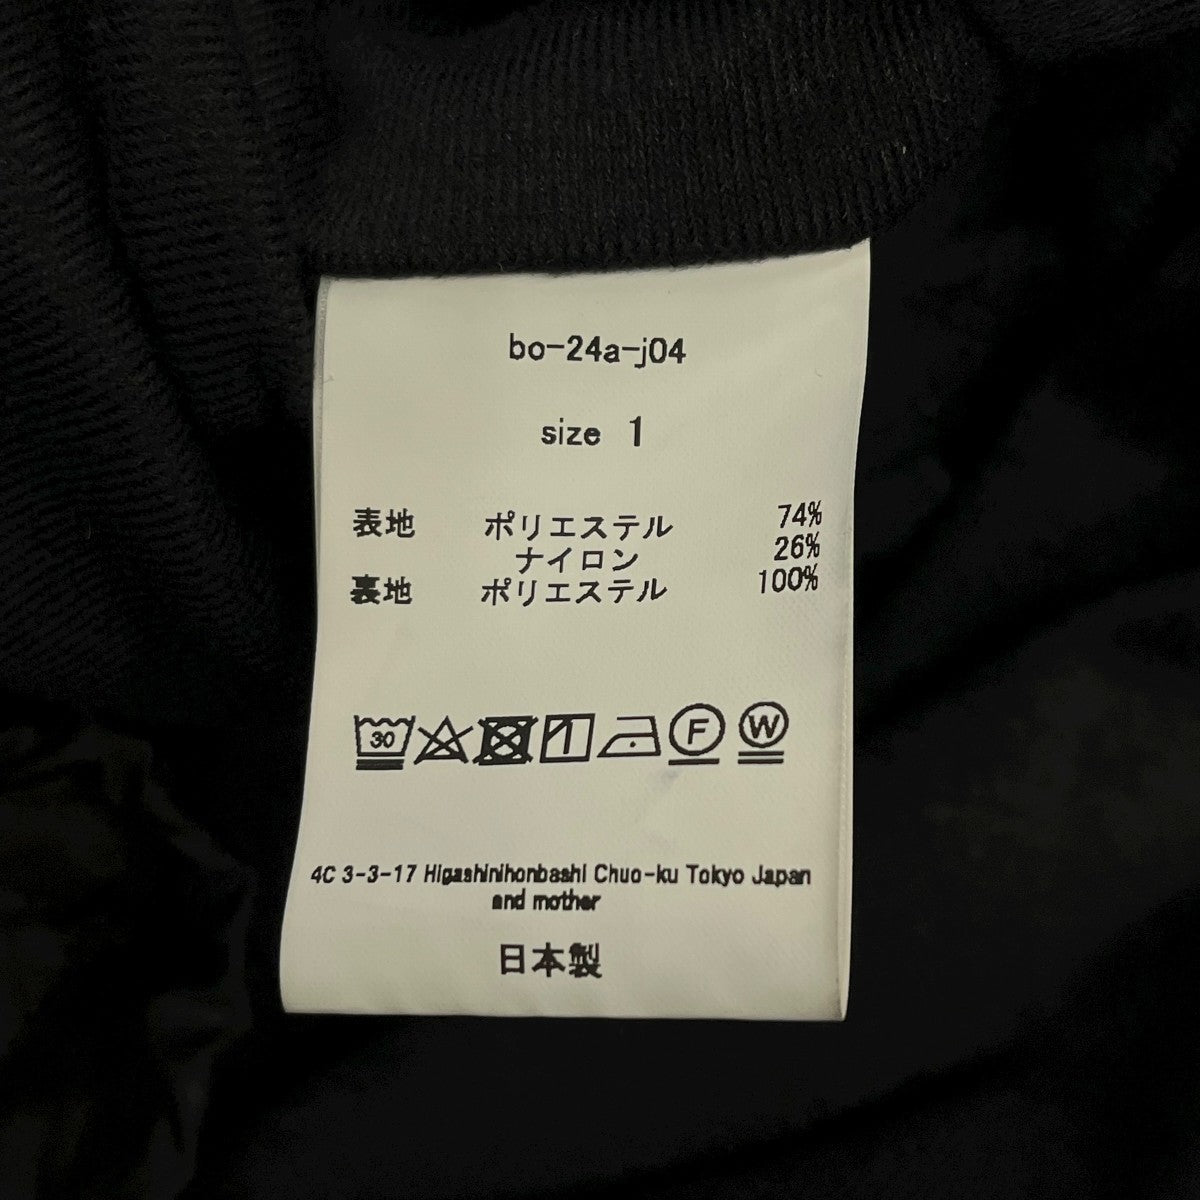 bo-24a-j04
size 1
表地 ポリエステル 74%
ナイロン 26%
裏地 ポリエステル 100%
30 F W
4C 3-3-17 Higashinihonbashi Chuo-ku Tokyo Japan
and mother
日本製